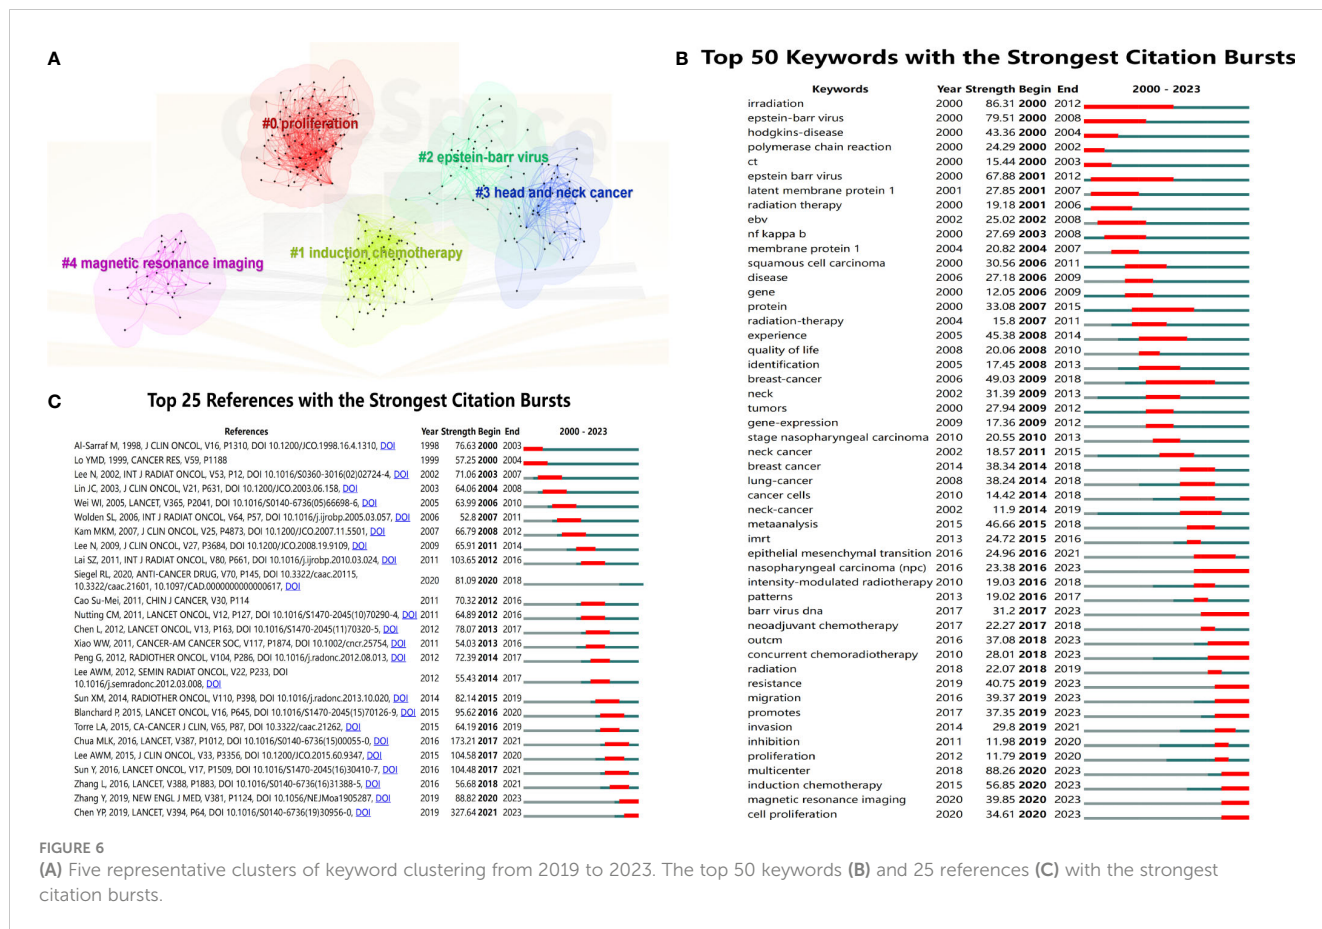 A
#0 proliferation
#2 epstein-barr virus
#3 head and neck cancer
#1 induction chemotherapy
#4 magnetic resonance imaging
B Top 50 Keywords with the Strongest Citation Bursts
Keywords Year Strength Begin End 2000 - 2023
irradiation 2000 86.31 2000 2012
epstein-barr virus 2000 79.51 2000 2008
hodgkins-disease 2000 43.36 2000 2004
polymerase chain reaction 2000 24.29 2000 2002
ct 2000 15.44 2000 2003
epstein barr virus 2000 67.88 2001 2012
latent membrane protein 1 2001 27.85 2001 2007
radiation therapy 2000 19.18 2001 2006
ebv 2002 25.02 2002 2008
nf kappa b 2000 27.69 2003 2008
membrane protein 1 2004 20.82 2004 2007
squamous cell carcinoma 2000 30.56 2006 2011
disease 2006 27.18 2006 2009
gene 2000 12.05 2006 2009
protein 2000 33.08 2007 2015
radiation-therapy 2004 15.8 2007 2011
experience 2005 45.38 2008 2014
quality of life 2008 20.06 2008 2010
identification 2005 17.45 2008 2013
breast-cancer 2006 49.03 2009 2018
neck 2002 31.39 2009 2013
tumors 2000 27.94 2009 2012
gene-expression 2009 17.36 2009 2012
stage nasopharyngeal carcinoma 2010 20.55 2010 2013
neck cancer 2002 18.57 2011 2015
breast cancer 2014 38.34 2014 2018
lung-cancer 2008 38.24 2014 2018
cancer cells 2010 14.42 2014 2018
neck-cancer 2002 11.9 2014 2019
metaanalysis 2015 46.66 2015 2018
imrt 2013 24.72 2015 2016
epithelial mesenchymal transition 2016 24.96 2016 2021
nasopharyngeal carcinoma (npc) 2016 23.38 2016 2023
intensity-modulated radiotherapy 2010 19.03 2016 2018
patterns 2013 19.02 2016 2017
barr virus dna 2017 31.2 2017 2023
neoadjuvant chemotherapy 2017 22.27 2017 2018
outcm 2016 37.08 2018 2023
concurrent chemoradiotherapy 2010 28.01 2018 2023
radiation 2018 22.07 2018 2019
resistance 2019 40.75 2019 2023
migration 2016 39.37 2019 2023
promotes 2017 37.35 2019 2023
invasion 2014 29.8 2019 2021
inhibition 2011 11.98 2019 2020
proliferation 2012 11.79 2019 2020
multicenter 2018 88.26 2020 2023
induction chemotherapy 2015 56.85 2020 2023
magnetic resonance imaging 2020 39.85 2020 2023
cell proliferation 2020 34.61 2020 2023
C Top 25 References with the Strongest Citation Bursts
References Year Strength Begin End 2000 - 2023
Al-Sarraf M, 1998, J CLIN ONCOL, V16, P1310, DOI 10.1200/JCO.1998.16.4.1310, DOI 1998 76.63 2000 2003
Lo YMD, 1999, CANCER RES, V59, P1188 1999 57.25 2000 2004
Lee N, 2002, INT J RADIAT ONCOL, V53, P12, DOI 10.1016/S0360-3016(02)02724-4, DOI 2002 71.06 2003 2007
Lin JC, 2003, J CLIN ONCOL, V21, P631, DOI 10.1200/JCO.2003.06.158, DOI 2003 64.06 2004 2008
Wei WI, 2005, LANCET, V365, P2041, DOI 10.1016/S0140-6736(05)66698-6, DOI 2005 63.99 2006 2010
Wolden SL, 2006, INT J RADIAT ONCOL, V64, P57, DOI 10.1016/j.ijrobp.2005.03.057, DOI 2006 52.8 2007 2011
Kam MKM, 2007, J CLIN ONCOL, V25, P4873, DOI 10.1200/JCO.2007.11.5501, DOI 2007 66.79 2008 2012
Lee N, 2009, J CLIN ONCOL, V27, P3684, DOI 10.1200/JCO.2008.19.9109, DOI 2009 65.91 2011 2014
Lai SZ, 2011, INT J RADIAT ONCOL, V80, P661, DOI 10.1016/j.ijrobp.2010.03.024, DOI 2011 103.65 2012 2016
Siegel RL, 2020, ANTI-CANCER DRUG, V70, P145, DOI 10.3322/caac.20115,
10.3322/caac.21601, 10.1097/CAD.0000000000000617, DOI 2020 81.09 2020 2018
Cao Su-Mei, 2011, CHIN J CANCER, V30, P114 2011 70.32 2012 2016
Nutting CM, 2011, LANCET ONCOL, V12, P127, DOI 10.1016/S1470-2045(10)70290-4, DOI 2011 64.89 2012 2016
Chen L, 2012, LANCET ONCOL, V13, P163, DOI 10.1016/S1470-2045(11)70320-5, DOI 2012 78.07 2013 2017
Xiao WW, 2011, CANCER-AM CANCER SOC, V117, P1874, DOI 10.1002/cncr.25754, DOI 2011 54.03 2013 2016
Peng G, 2012, RADIOTHER ONCOL, V104, P286, DOI 10.1016/j.radonc.2012.08.013, DOI 2012 72.39 2014 2017
Lee AWM, 2012, SEMIN RADIAT ONCOL, V22, P233, DOI
10.1016/j.semradonc.2012.03.008, DOI 2012 55.43 2014 2017
Sun XM, 2014, RADIOTHER ONCOL, V110, P398, DOI 10.1016/j.radonc.2013.10.020, DOI 2014 82.14 2015 2019
Blanchard P, 2015, LANCET ONCOL, V16, P645, DOI 10.1016/S1470-2045(15)70126-9, DOI 2015 95.62 2016 2020
Torre LA, 2015, CA-CANCER J CLIN, V65, P87, DOI 10.3322/caac.21262, DOI 2015 64.19 2016 2019
Chua MLK, 2016, LANCET, V387, P1012, DOI 10.1016/S0140-6736(15)00055-0, DOI 2016 173.21 2017 2021
Lee AWM, 2015, J CLIN ONCOL, V33, P3356, DOI 10.1200/JCO.2015.60.9347, DOI 2015 104.58 2017 2020
Sun Y, 2016, LANCET ONCOL, V17, P1509, DOI 10.1016/S1470-2045(16)30410-7, DOI 2016 104.48 2017 2021
Zhang L, 2016, LANCET, V388, P1883, DOI 10.1016/S0140-6736(16)31388-5, DOI 2016 56.68 2018 2021
Zhang Y, 2019, NEW ENGL J MED, V381, P1124, DOI 10.1056/NEJMoa1905287, DOI 2019 88.82 2020 2023
Chen YP, 2019, LANCET, V394, P64, DOI 10.1016/S0140-6736(19)30956-0, DOI 2019 327.64 2021 2023
FIGURE 6
(A) Five representative clusters of keyword clustering from 2019 to 2023. The top 50 keywords (B) and 25 references (C) with the strongest
citation bursts.